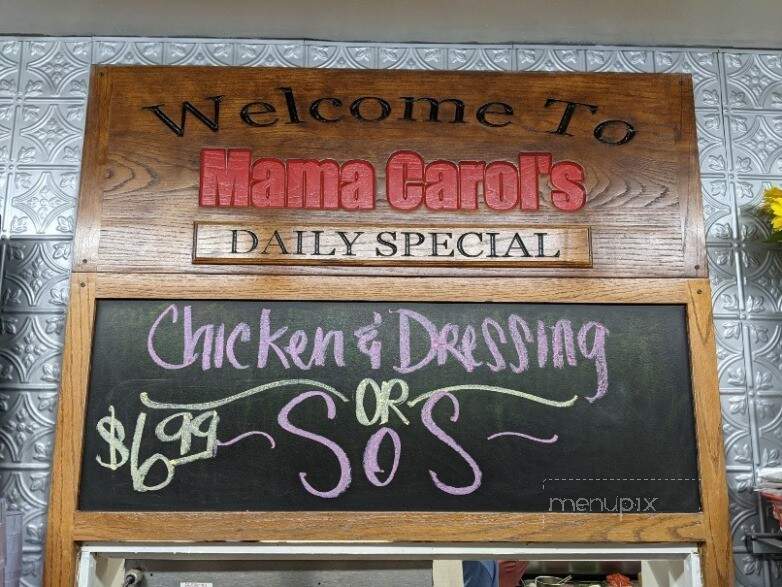 Welcome To
Mama Carol's
DAILY SPECIAL
Chicken & Dressing
OR
$6.99 SoS
menupix